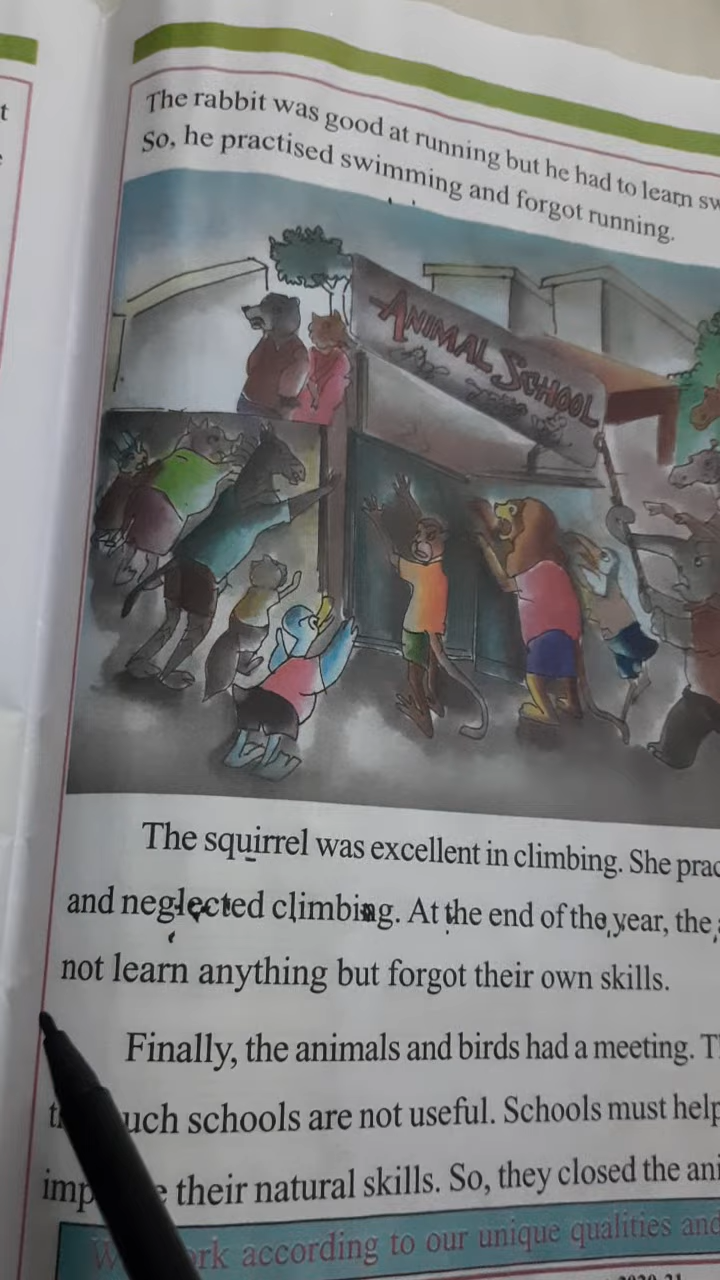 The rabbit was good at running but he had to learn sw
So, he practised swimming and forgot running.
ANIMAL SCHOOL
The squirrel was excellent in climbing. She prac
and neglected climbing. At the end of the year, the
not learn anything but forgot their own skills.
Finally, the animals and birds had a meeting. T
uch schools are not useful. Schools must help
imp e their natural skills. So, they closed the ani
W rk according to our unique qualities and
2020-21